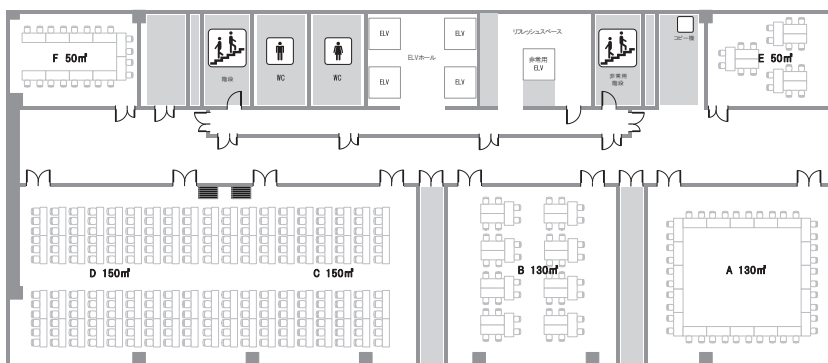 F 50㎡
階段
WC
WC
ELV
ELV
ELV
ELV
ELVホール
リフレッシュスペース
非常用
ELV
非常用
階段
コピー機
E 50㎡
D 150㎡
C 150㎡
B 130㎡
A 130㎡